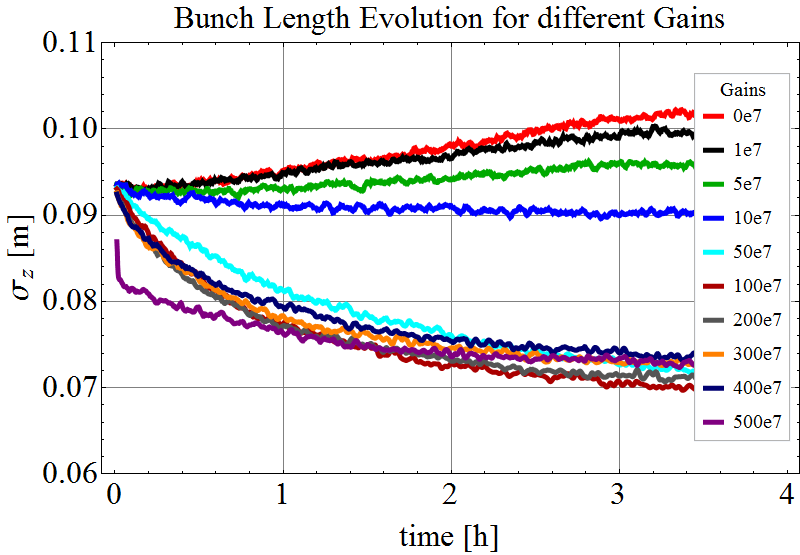 Bunch Length Evolution for different Gains
0.11
0.10
0.09
0.08
0.07
0.06
σz [m]
0 1 2 3 4
time [h]
Gains
0e7
1e7
5e7
10e7
50e7
100e7
200e7
300e7
400e7
500e7